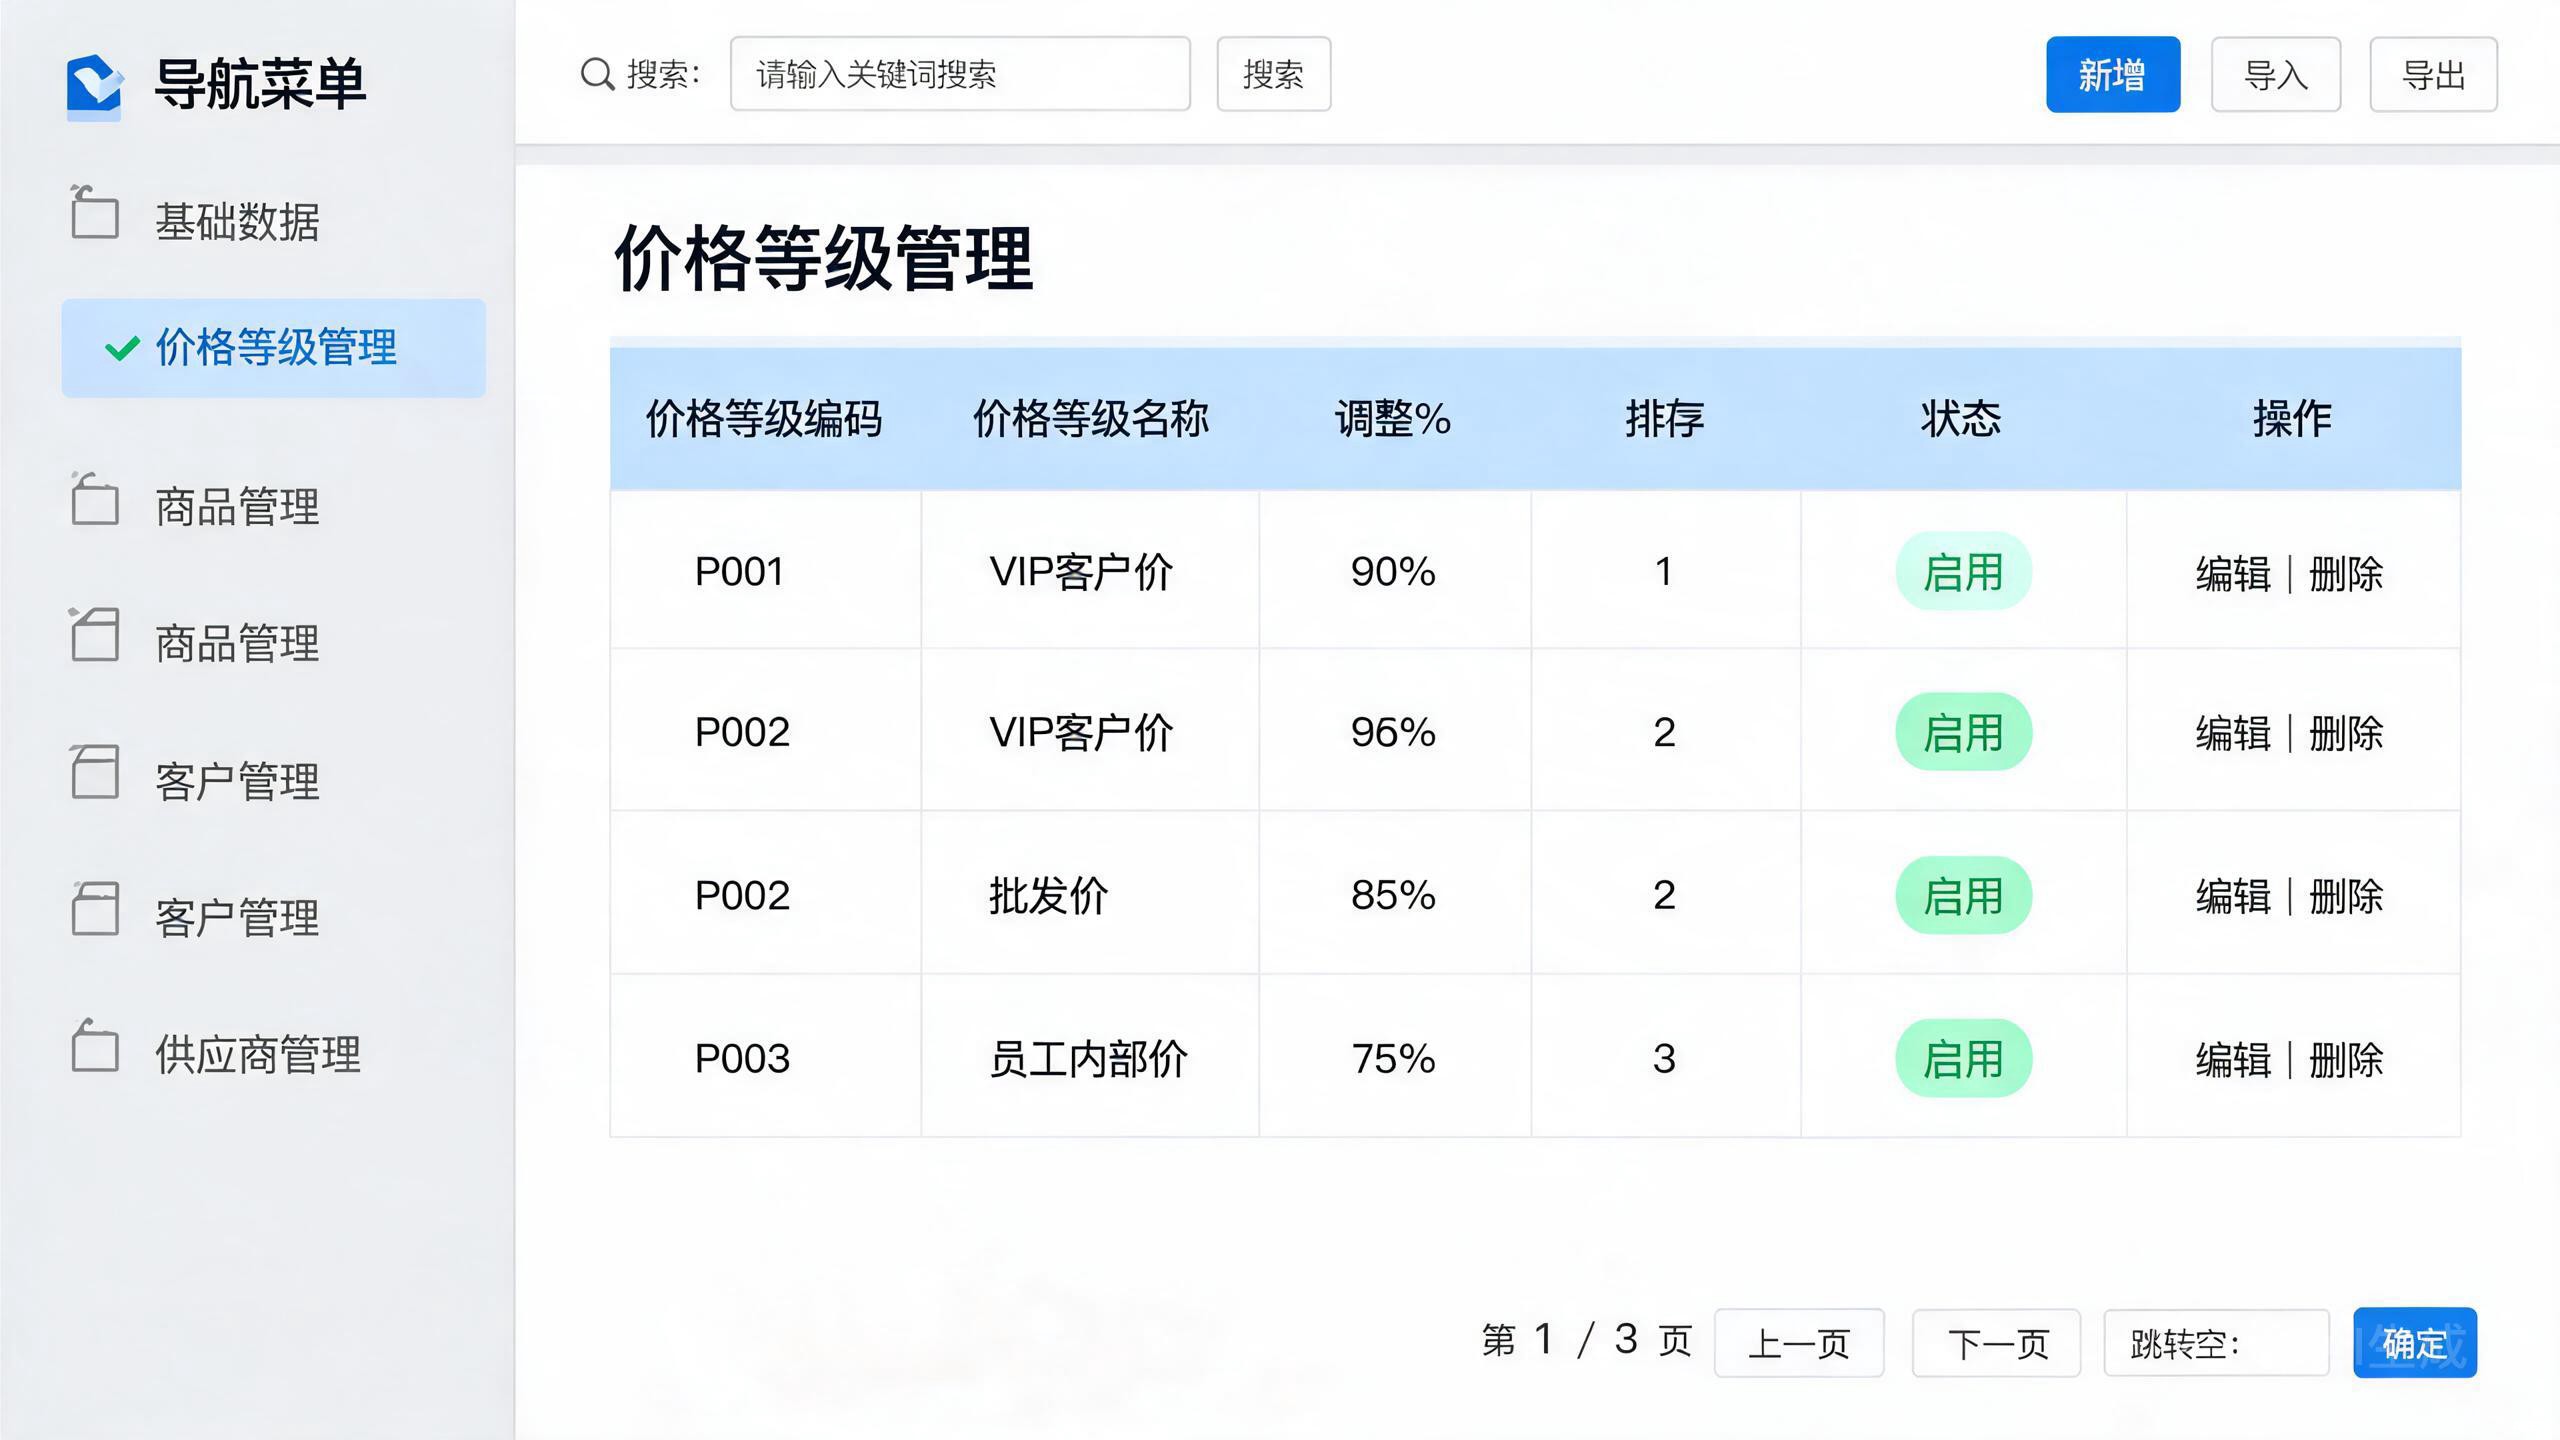 导航菜单
基础数据
价格等级管理
商品管理
商品管理
客户管理
客户管理
供应商管理
搜索： 请输入关键词搜索 搜索 新增 导入 导出
价格等级管理
价格等级编码 价格等级名称 调整% 排存 状态 操作
P001 VIP客户价 90% 1 启用 编辑｜删除
P002 VIP客户价 96% 2 启用 编辑｜删除
P002 批发价 85% 2 启用 编辑｜删除
P003 员工内部价 75% 3 启用 编辑｜删除
第 1 / 3 页 上一页 下一页 跳转空： 确定
生成